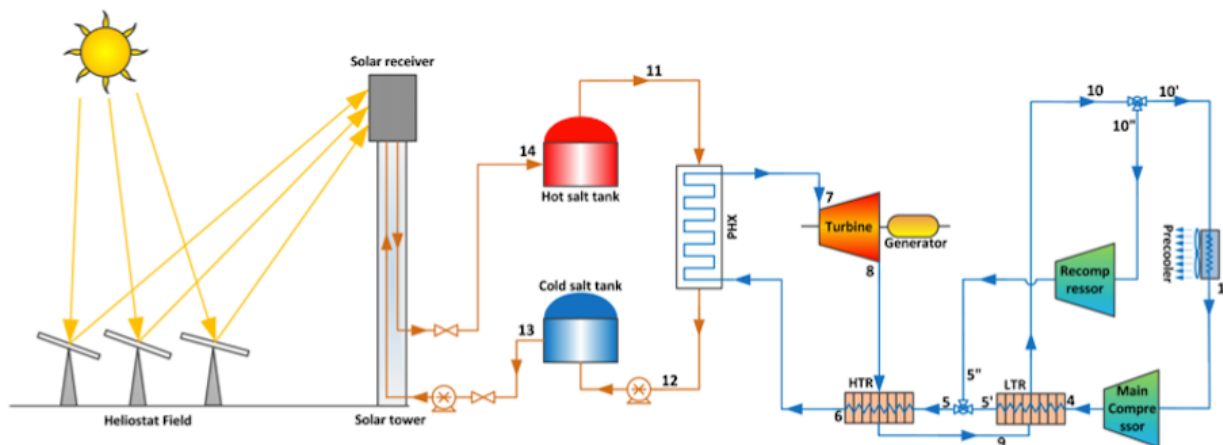 Solar receiver
11
10
10'
10"
14
Hot salt tank
PHX
7
Turbine
Generator
8
Precooler
1
Recomp
ressor
Cold salt tank
13
12
HTR
LTR
5"
6
5
5'
4
9
Main
Compre
ssor
Heliostat Field
Solar tower